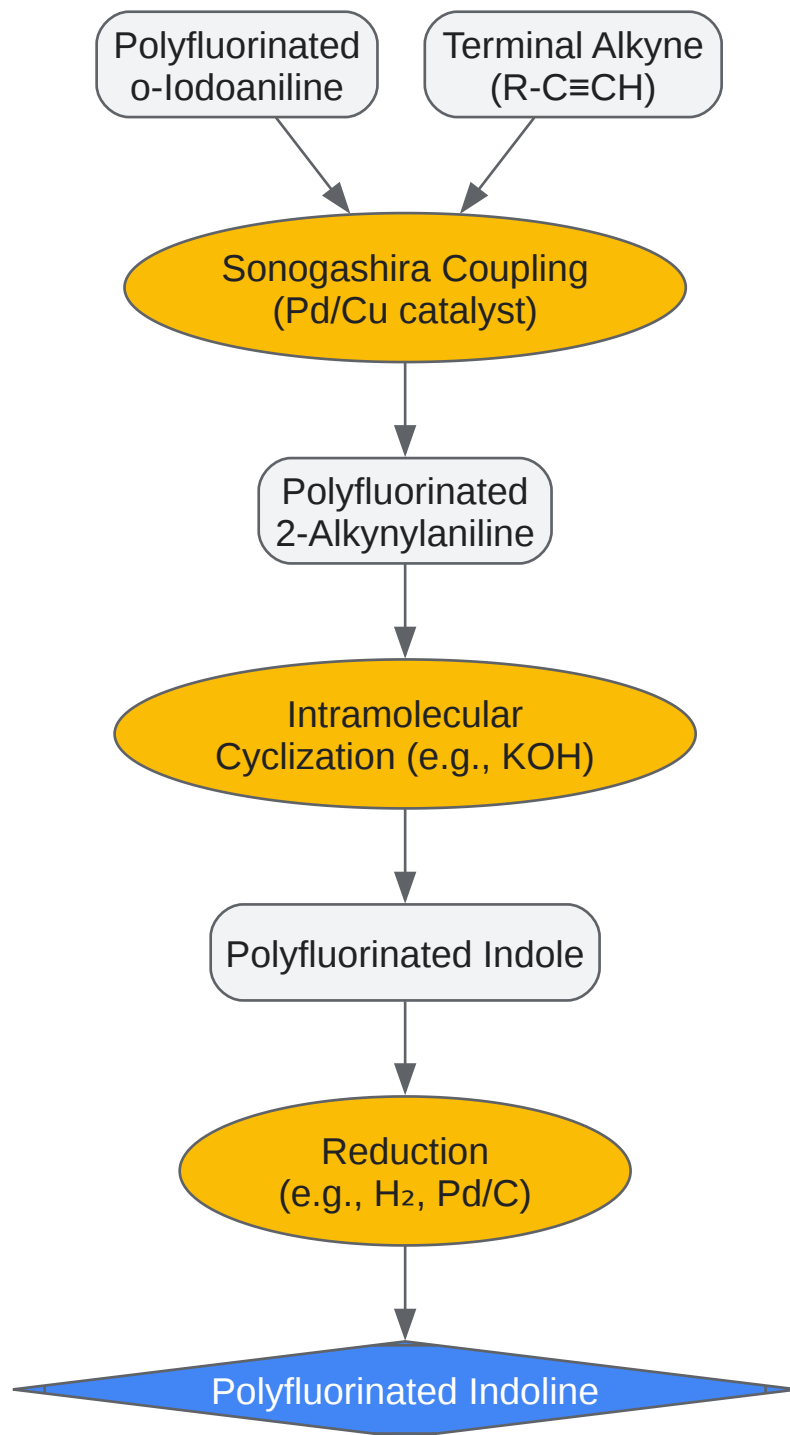 Polyfluorinated
o-Iodoaniline
Terminal Alkyne
(R-C≡CH)
Sonogashira Coupling
(Pd/Cu catalyst)
Polyfluorinated
2-Alkynylaniline
Intramolecular
Cyclization (e.g., KOH)
Polyfluorinated Indole
Reduction
(e.g., H₂, Pd/C)
Polyfluorinated Indoline